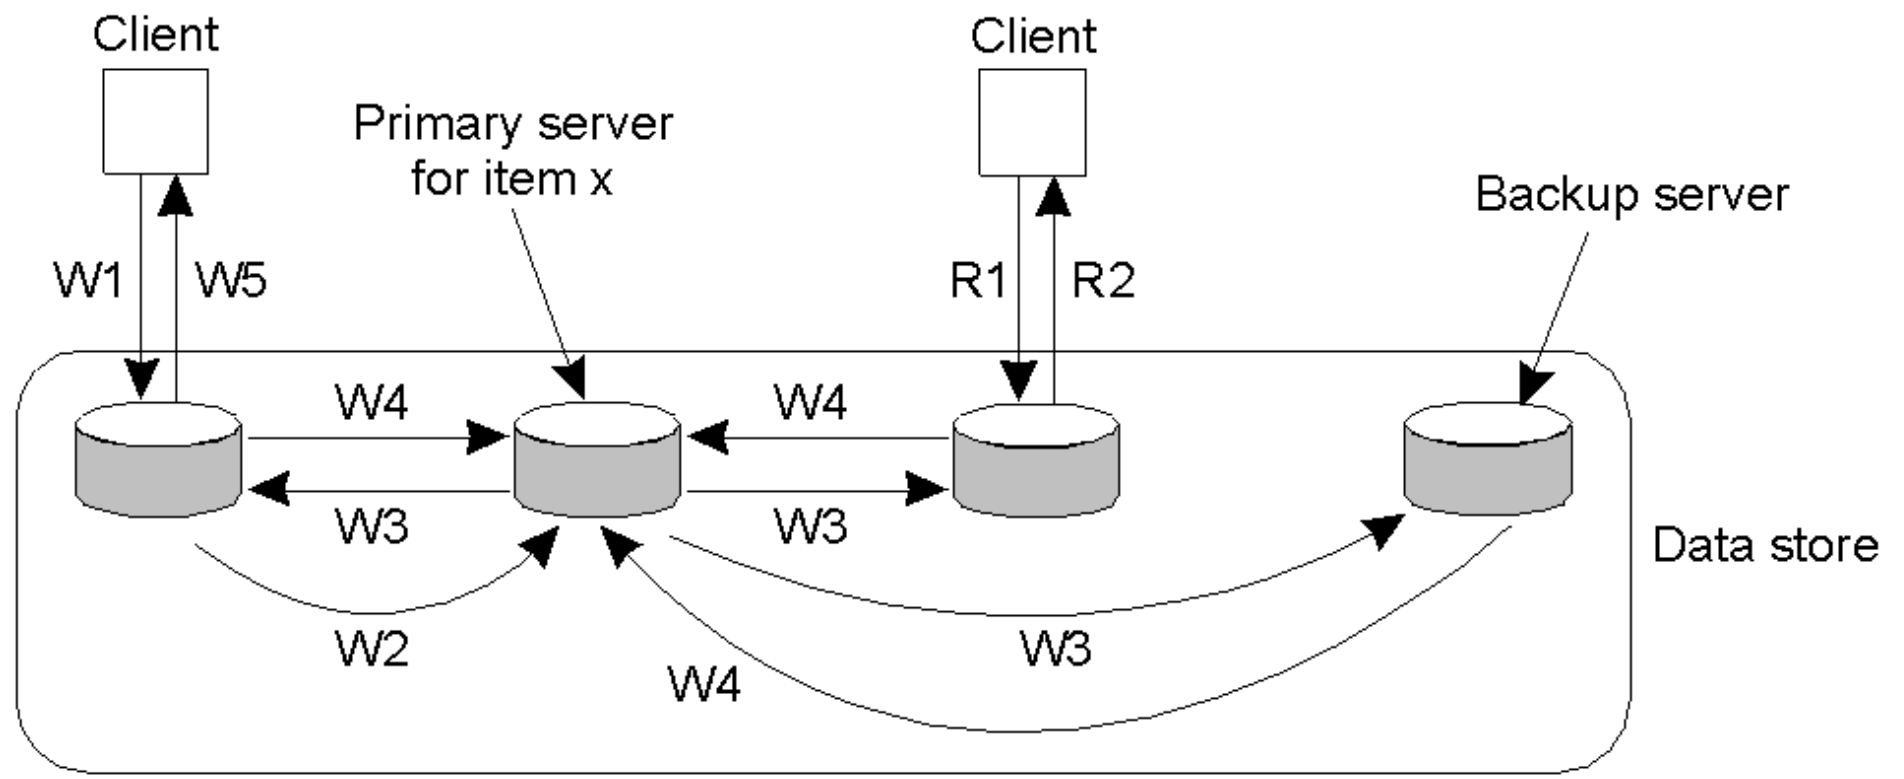 Client
Client
Primary server
for item x
Backup server
W1
W5
R1
R2
W4
W4
W3
W3
Data store
W2
W3
W4